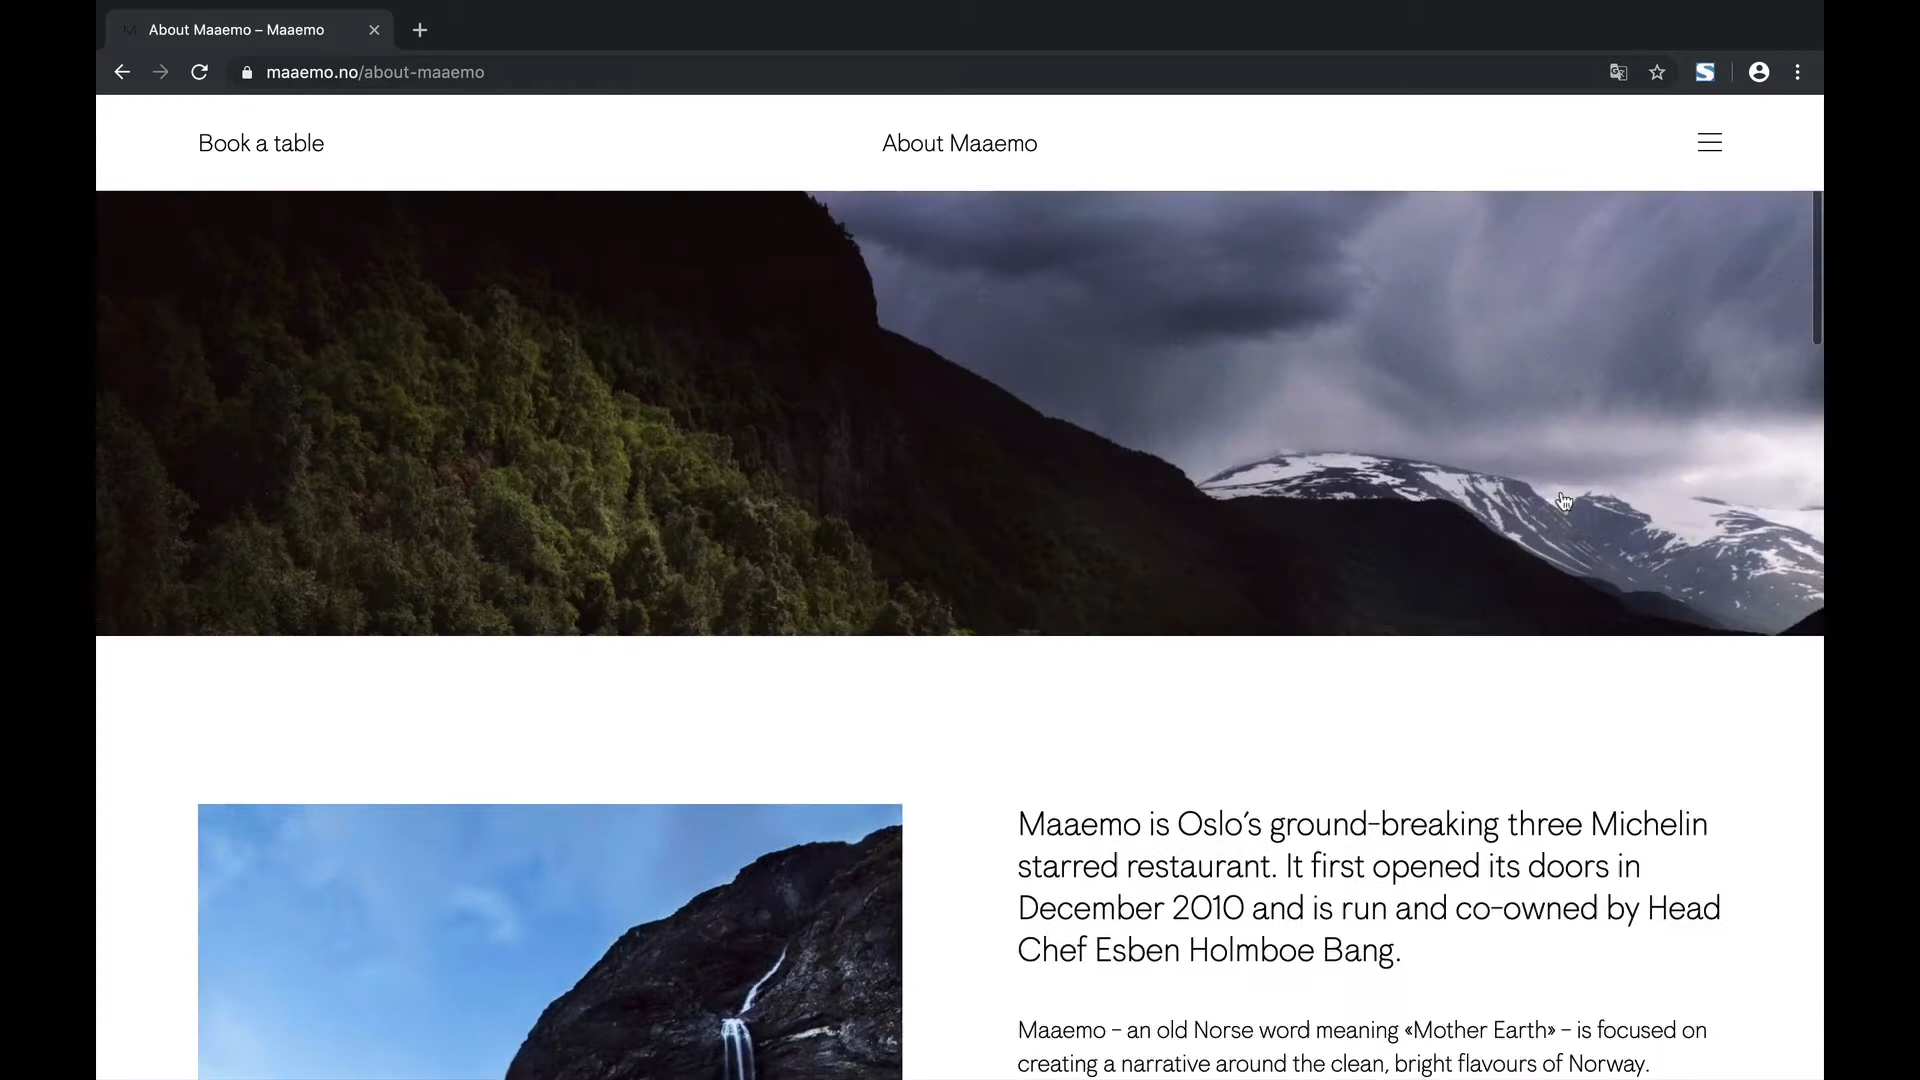 About Maaemo – Maaemo
maaemo.no/about-maaemo
Book a table
About Maaemo
Maaemo is Oslo’s ground-breaking three Michelin
starred restaurant. It first opened its doors in
December 2010 and is run and co-owned by Head
Chef Esben Holmboe Bang.
Maaemo – an old Norse word meaning «Mother Earth» – is focused on
creating a narrative around the clean, bright flavours of Norway.